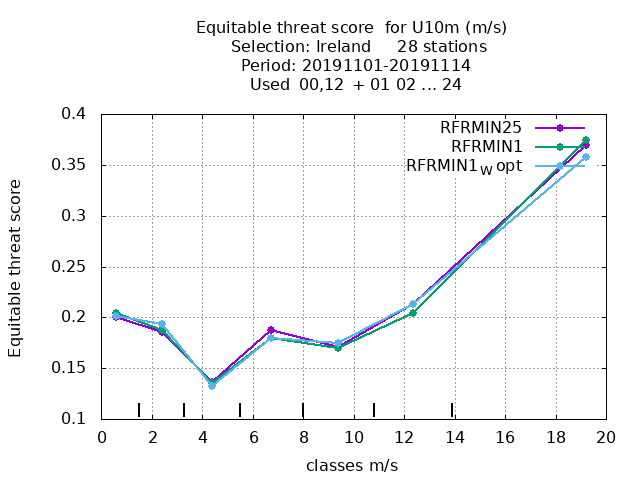 Equitable threat score  for U10m (m/s)
Selection: Ireland     28 stations
Period: 20191101-20191114
Used  00,12  + 01 02 ... 24
Equitable threat score
0.4
0.35
0.3
0.25
0.2
0.15
0.1
RFRMIN25
RFRMIN1
RFRMIN1W opt
0 2 4 6 8 10 12 14 16 18 20
classes m/s